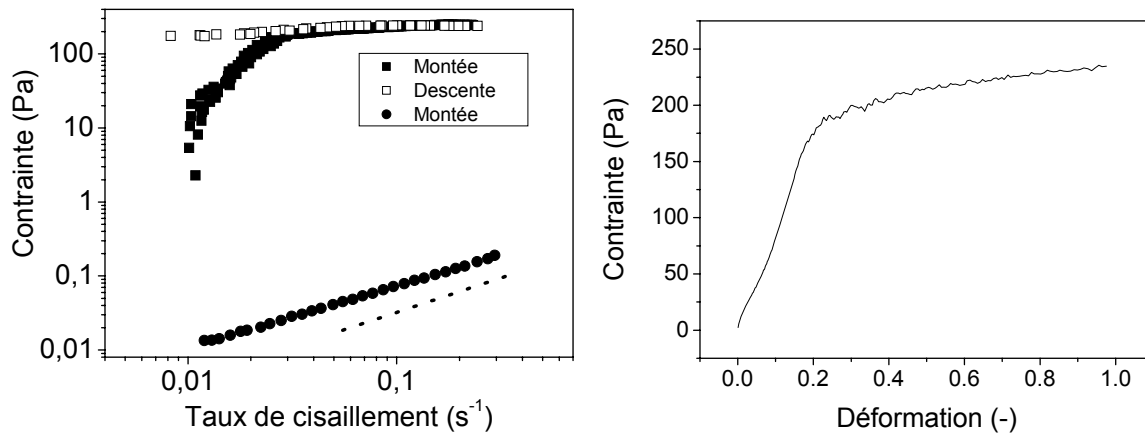 Contrainte (Pa)
100
10
1
0,1
0,01
Montée
Descente
Montée
0,01
0,1
Taux de cisaillement (s⁻¹)
Contrainte (Pa)
250
200
150
100
50
0
0.0
0.2
0.4
0.6
0.8
1.0
Déformation (-)